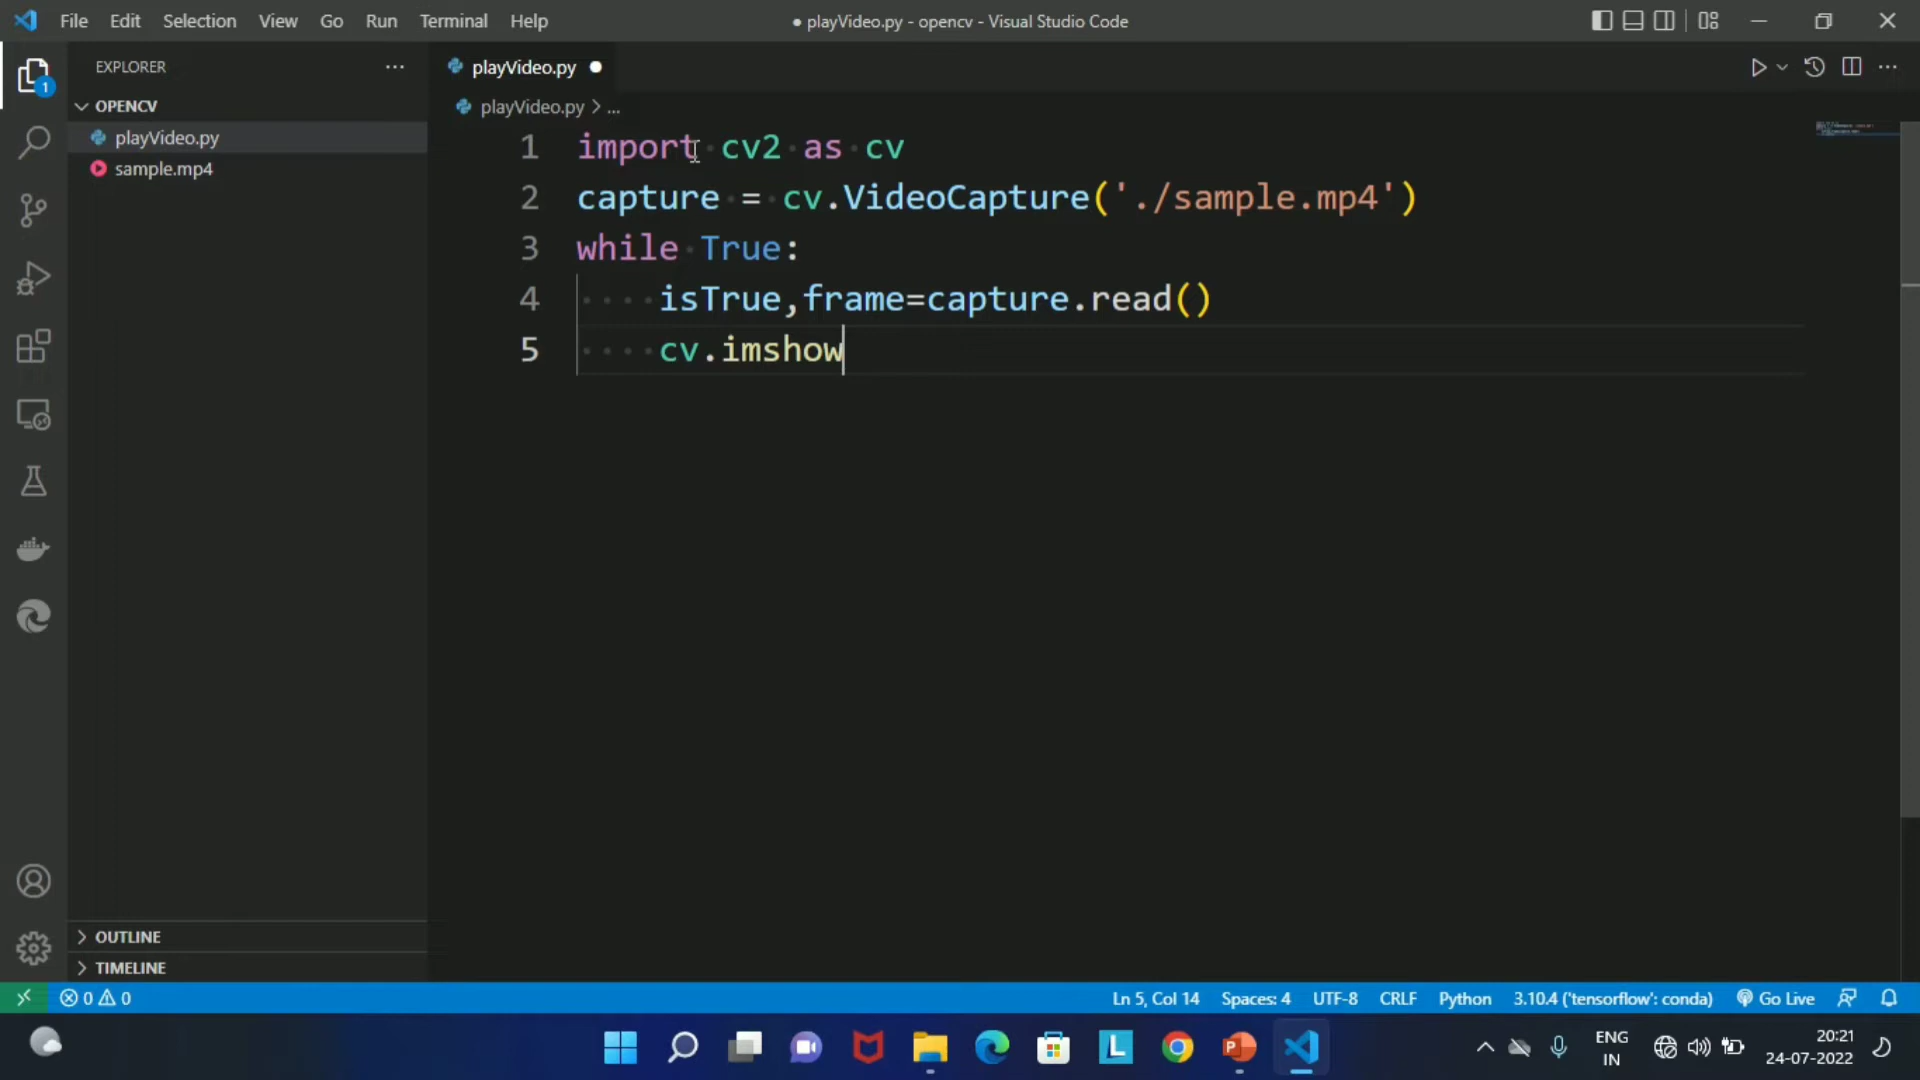 File Edit Selection View Go Run Terminal Help
● playVideo.py - opencv - Visual Studio Code
EXPLORER
1
OPENCV
playVideo.py
sample.mp4
OUTLINE
TIMELINE
playVideo.py
playVideo.py > ...
1 import cv2 as cv
2 capture = cv.VideoCapture('./sample.mp4')
3 while True:
4 isTrue,frame=capture.read()
5 cv.imshow
0 0
Ln 5, Col 14 Spaces: 4 UTF-8 CRLF Python 3.10.4 ('tensorflow': conda) Go Live
L
P
ENG
IN
20:21
24-07-2022